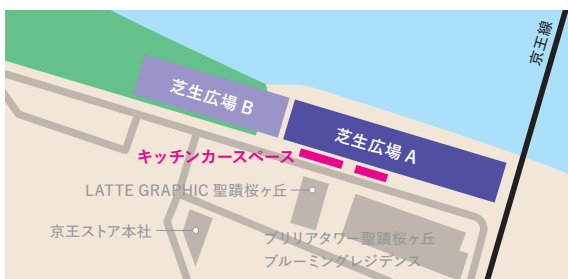 京王線
芝生広場 B
芝生広場 A
キッチンカースペース
LATTE GRAPHIC 聖蹟桜ヶ丘
京王ストア本社
ブリリアタワー聖蹟桜ヶ丘
ブルーミングレジデンス